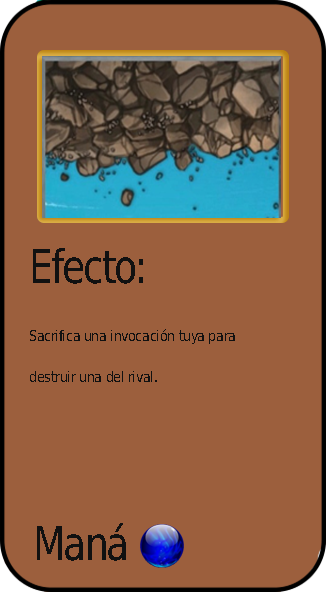 Efecto:
Sacrifica una invocación tuya para
destruir una del rival.
Maná